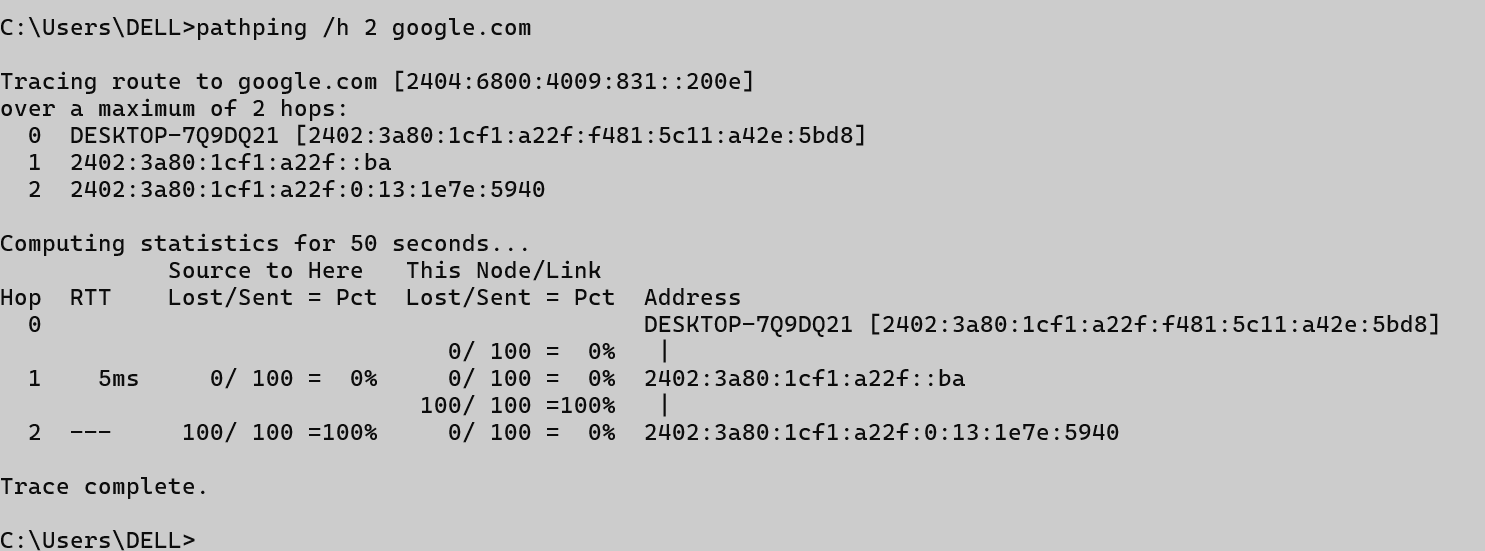 C:\Users\DELL>pathping /h 2 google.com
Tracing route to google.com [2404:6800:4009:831::200e]
over a maximum of 2 hops:
  0  DESKTOP-7Q9DQ21 [2402:3a80:1cf1:a22f:f481:5c11:a42e:5bd8]
  1  2402:3a80:1cf1:a22f::ba
  2  2402:3a80:1cf1:a22f:0:13:1e7e:5940
Computing statistics for 50 seconds...
            Source to Here   This Node/Link
Hop  RTT    Lost/Sent = Pct  Lost/Sent = Pct  Address
  0                                           DESKTOP-7Q9DQ21 [2402:3a80:1cf1:a22f:f481:5c11:a42e:5bd8]
                                0/ 100 =  0%   |
  1    5ms     0/ 100 =  0%     0/ 100 =  0%  2402:3a80:1cf1:a22f::ba
                              100/ 100 =100%   |
  2  ---     100/ 100 =100%     0/ 100 =  0%  2402:3a80:1cf1:a22f:0:13:1e7e:5940
Trace complete.
C:\Users\DELL>